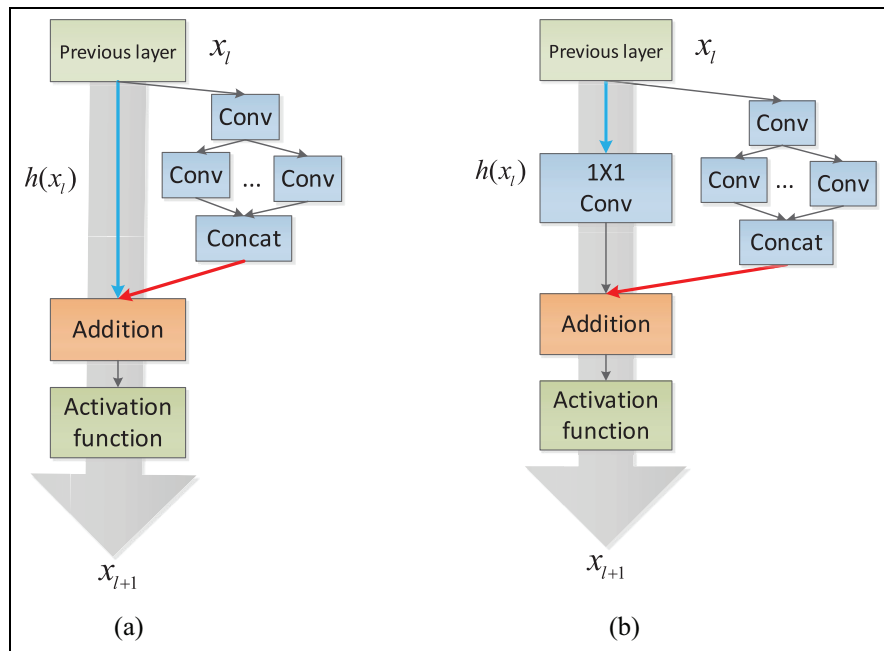 Previous layer
x_l
Conv
h(x_l)
Conv
...
Conv
Concat
Addition
Activation
function
x_{l+1}
(a)
Previous layer
x_l
Conv
h(x_l)
1X1
Conv
Conv
...
Conv
Concat
Addition
Activation
function
x_{l+1}
(b)